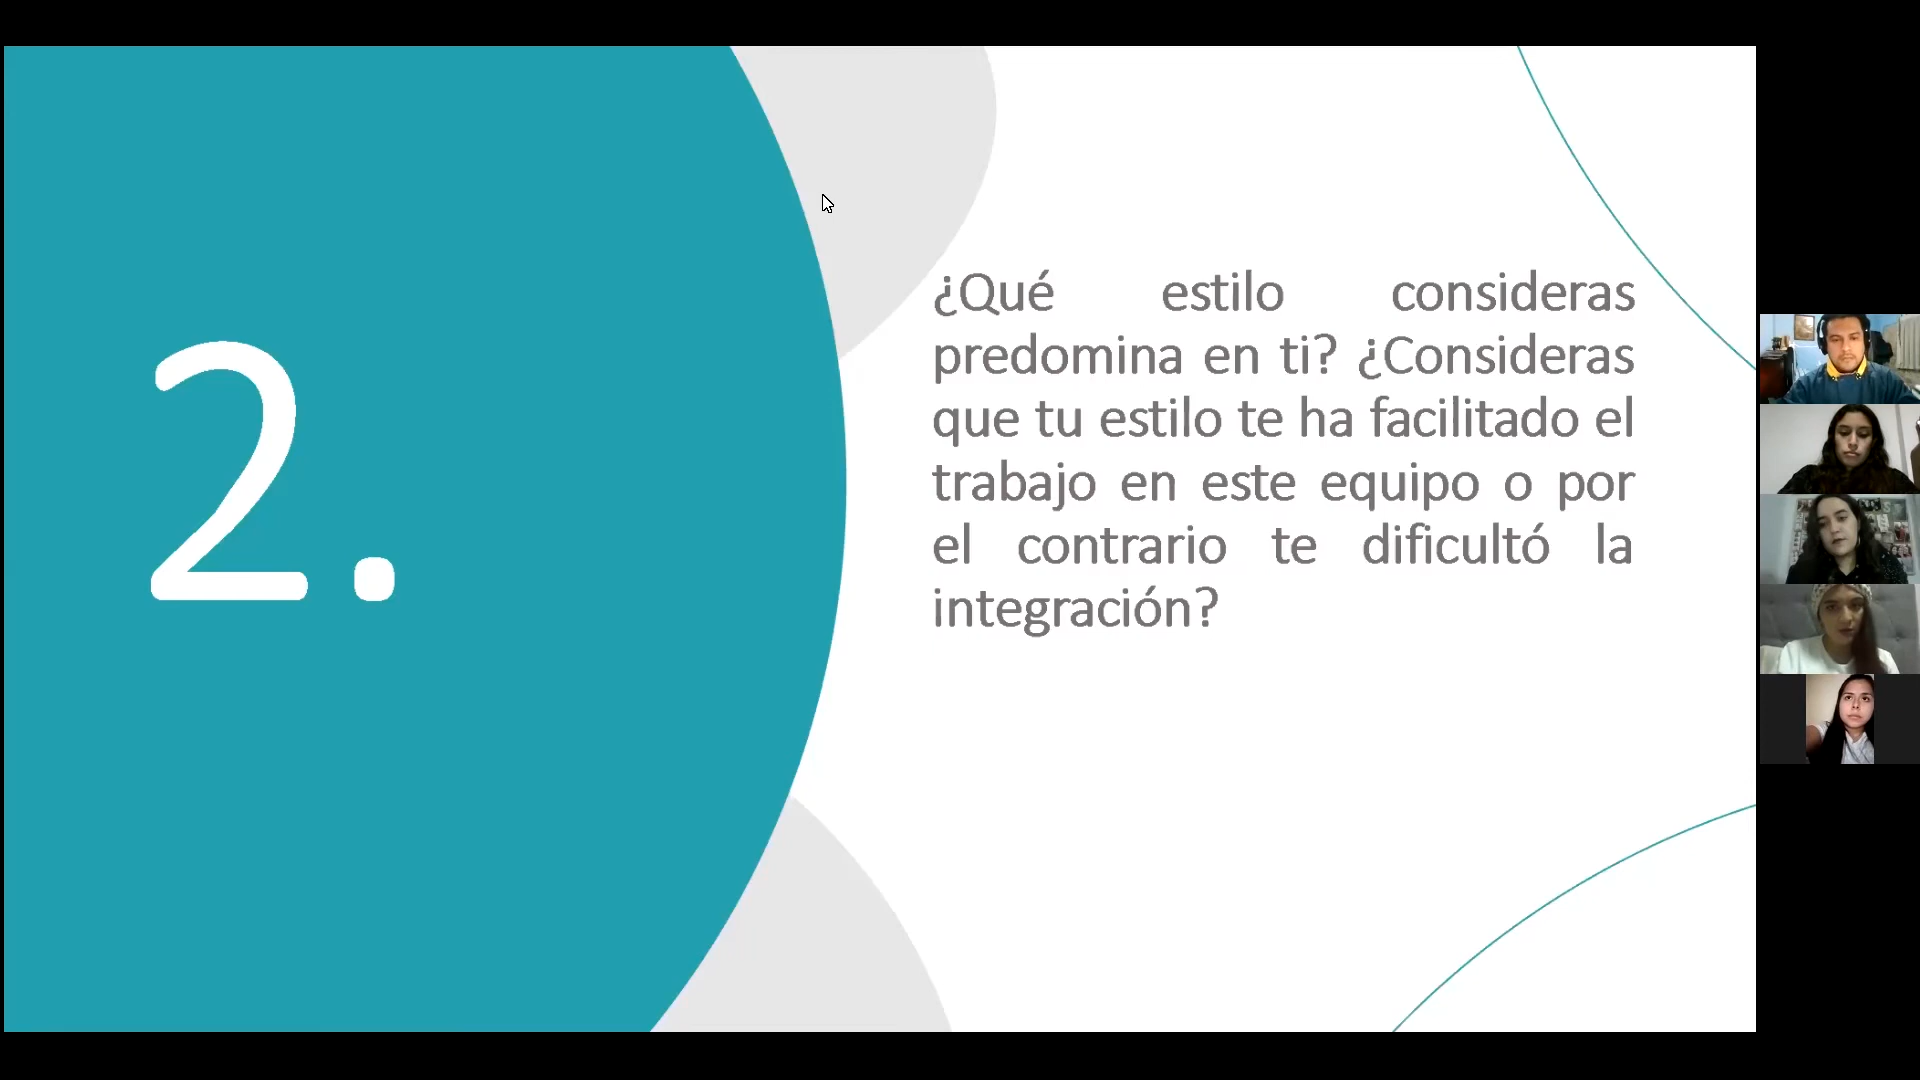 2.
¿Qué estilo consideras
predomina en ti? ¿Consideras
que tu estilo te ha facilitado el
trabajo en este equipo o por
el contrario te dificultó la
integración?